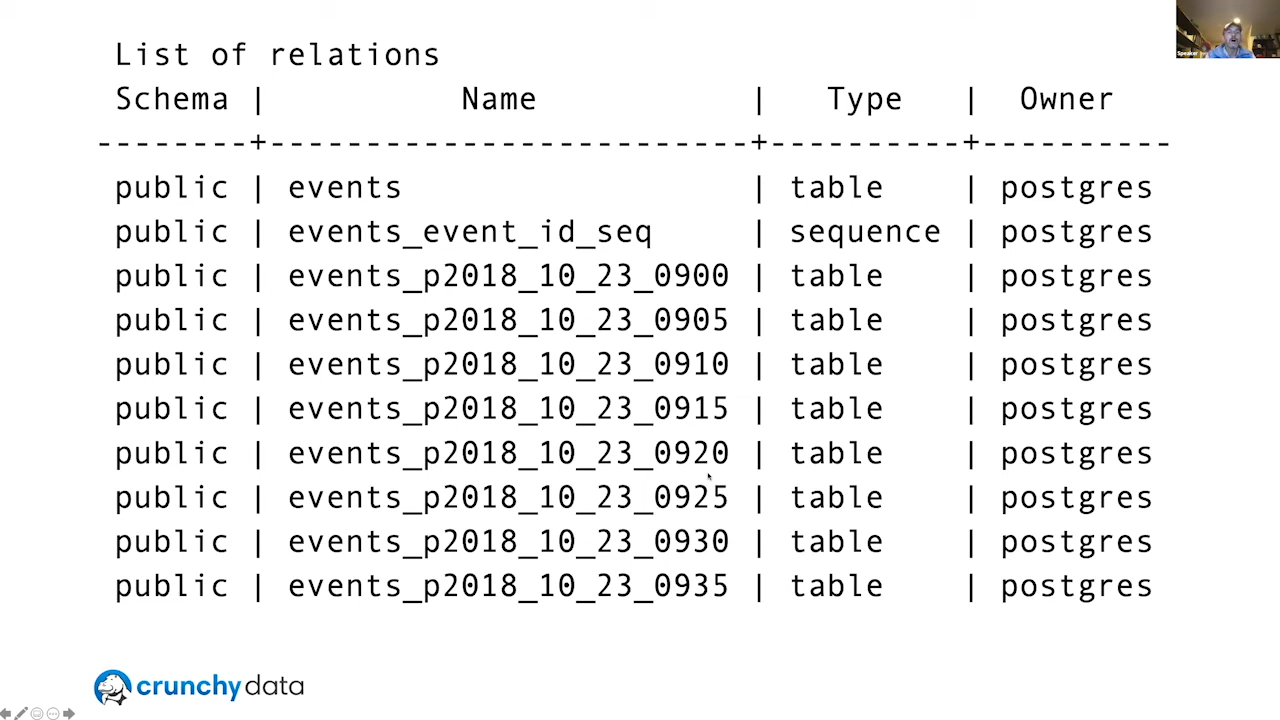 List of relations
Schema | Name | Type | Owner
--------+-------------------------+----------+----------
public | events | table | postgres
public | events_event_id_seq | sequence | postgres
public | events_p2018_10_23_0900 | table | postgres
public | events_p2018_10_23_0905 | table | postgres
public | events_p2018_10_23_0910 | table | postgres
public | events_p2018_10_23_0915 | table | postgres
public | events_p2018_10_23_0920 | table | postgres
public | events_p2018_10_23_0925 | table | postgres
public | events_p2018_10_23_0930 | table | postgres
public | events_p2018_10_23_0935 | table | postgres
crunchydata
Speaker